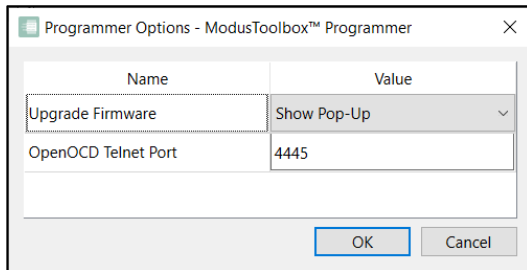 Programmer Options - ModusToolbox™ Programmer
Name Value
Upgrade Firmware Show Pop-Up
OpenOCD Telnet Port 4445
OK Cancel